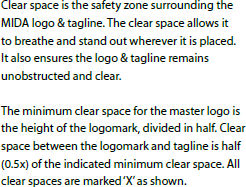 Clear space is the safety zone surrounding the
MIDA logo & tagline. The clear space allows it
to breathe and stand out wherever it is placed.
It also ensures the logo & tagline remains
unobstructed and clear.

The minimum clear space for the master logo is
the height of the logomark, divided in half. Clear
space between the logomark and tagline is half
(0.5x) of the indicated minimum clear space. All
clear spaces are marked ‘X’ as shown.